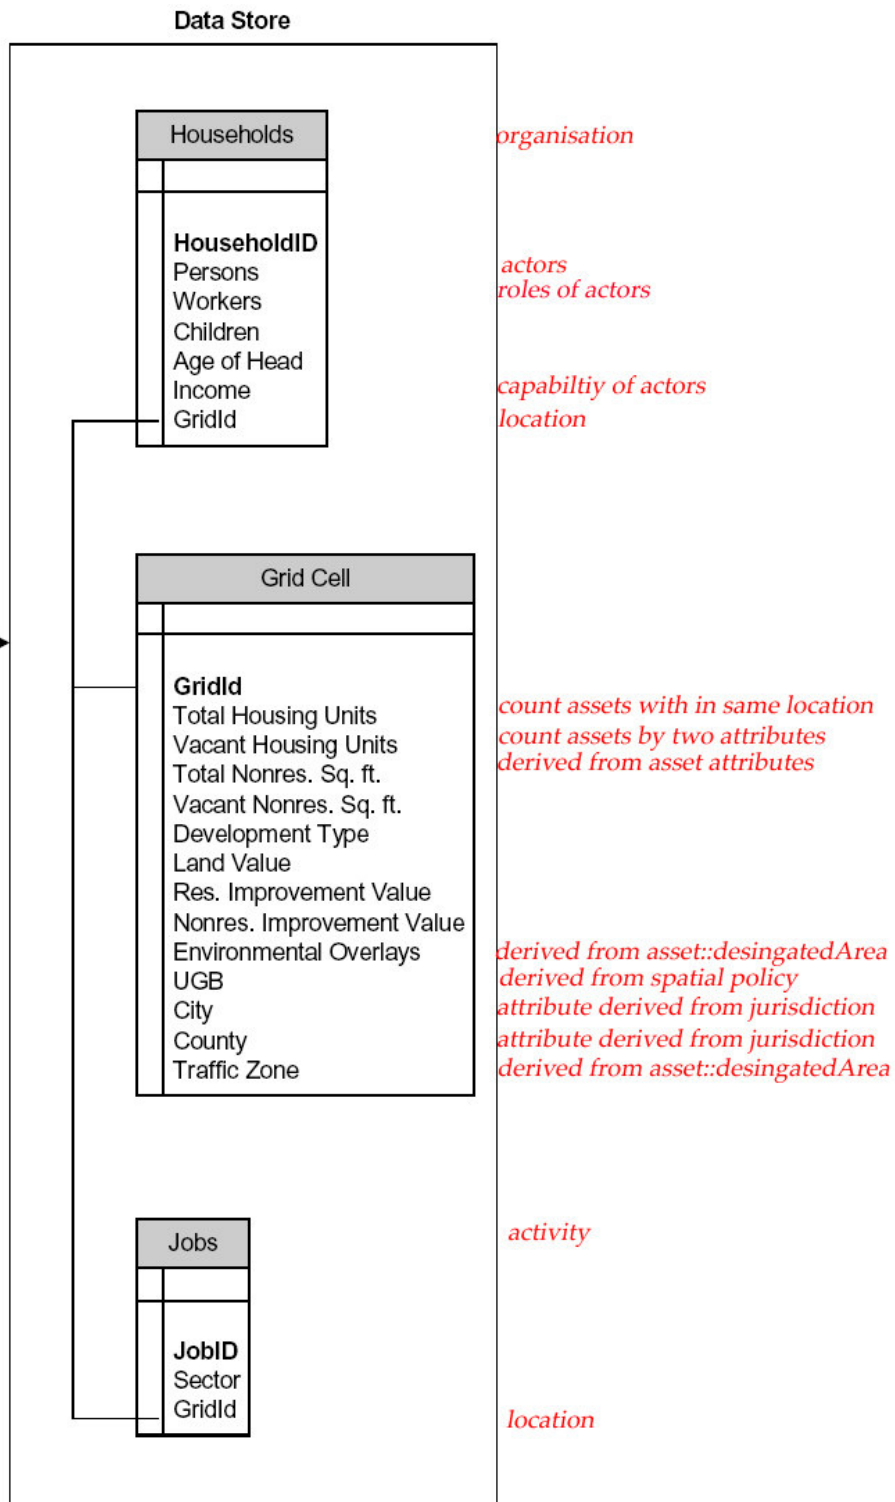 Data Store
Households
organisation
HouseholdID
Persons
actors
Workers
roles of actors
Children
Age of Head
Income
capabiltiy of actors
GridId
location
Grid Cell
GridId
Total Housing Units
count assets with in same location
Vacant Housing Units
count assets by two attributes
Total Nonres. Sq. ft.
derived from asset attributes
Vacant Nonres. Sq. ft.
Development Type
Land Value
Res. Improvement Value
Nonres. Improvement Value
Environmental Overlays
derived from asset::desingatedArea
UGB
derived from spatial policy
City
attribute derived from jurisdiction
County
attribute derived from jurisdiction
Traffic Zone
derived from asset::desingatedArea
Jobs
activity
JobID
Sector
GridId
location